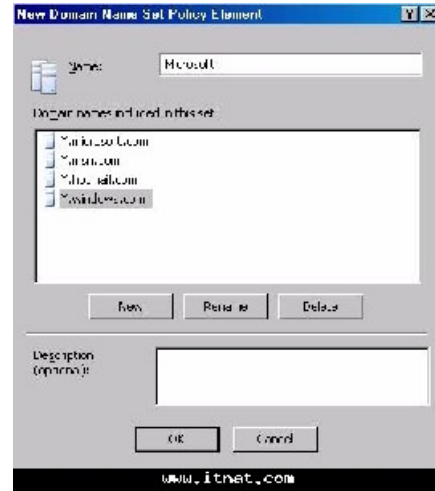 New Domain Name Set Policy Element
Name:
Microsoft
Domain names included in this set
*.microsoft.com
*.msn.com
*.hotmail.com
*.windows.com
New
Rename
Delete
Description
(optional):
OK
Cancel
www.itnet.com